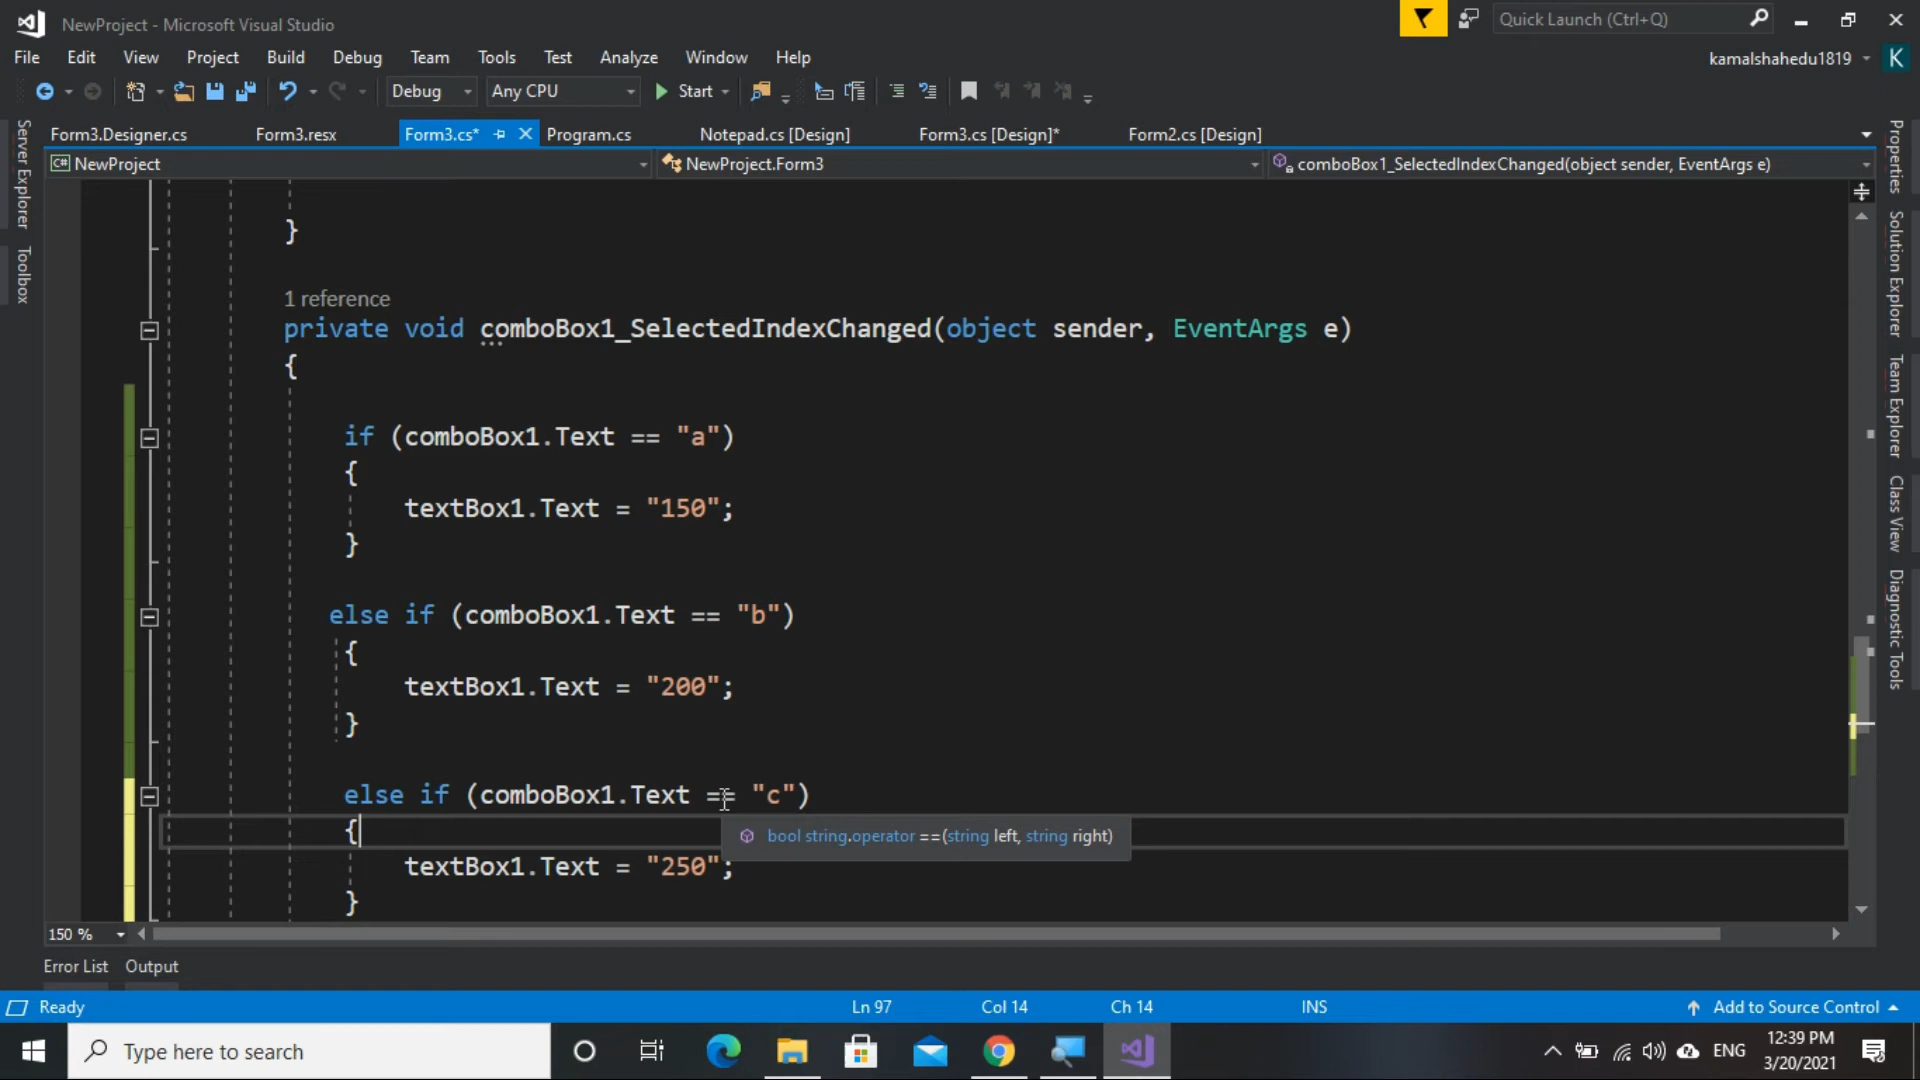 NewProject - Microsoft Visual Studio
Quick Launch (Ctrl+Q)
File Edit View Project Build Debug Team Tools Test Analyze Window Help
kamalshahedu1819 K
Debug Any CPU Start
Form3.Designer.cs Form3.resx Form3.cs* Program.cs Notepad.cs [Design] Form3.cs [Design]* Form2.cs [Design]
C# NewProject NewProject.Form3 comboBox1_SelectedIndexChanged(object sender, EventArgs e)
Server Explorer
Toolbox
}
1 reference
private void comboBox1_SelectedIndexChanged(object sender, EventArgs e)
{
if (comboBox1.Text == "a")
{
textBox1.Text = "150";
}
else if (comboBox1.Text == "b")
{
textBox1.Text = "200";
}
else if (comboBox1.Text == "c")
{
bool string.operator ==(string left, string right)
textBox1.Text = "250";
}
Properties
Solution Explorer
Team Explorer
Class View
Diagnostic Tools
150 %
Error List Output
Ready Ln 97 Col 14 Ch 14 INS Add to Source Control
Type here to search
ENG
12:39 PM
3/20/2021